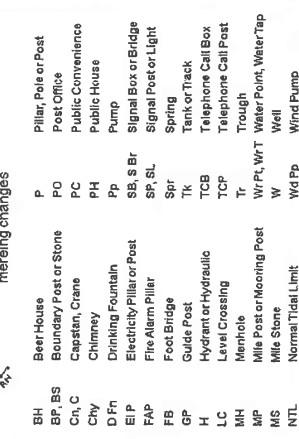 mereing changes
BH Beer House P Pillar, Pole or Post
BP, BS Boundary Post or Stone PO Post Office
Cn, C Capstan, Crane PC Public Convenience
Chy Chimney PH Public House
D Fn Drinking Fountain Pp Pump
El P Electricity Pillar or Post SB, S Br Signal Box or Bridge
FAP Fire Alarm Pillar SP, SL Signal Post or Light
FB Foot Bridge Spr Spring
GP Guide Post Tk Tank or Track
H Hydrant or Hydraulic TCB Telephone Call Box
LC Level Crossing TCP Telephone Call Post
MH Manhole Tr Trough
MP Mile Post or Mooring Post Wr Pt, Wr T Water Point, Water Tap
MS Mile Stone W Well
NTL Normal Tidal Limit Wd Pp Wind Pump